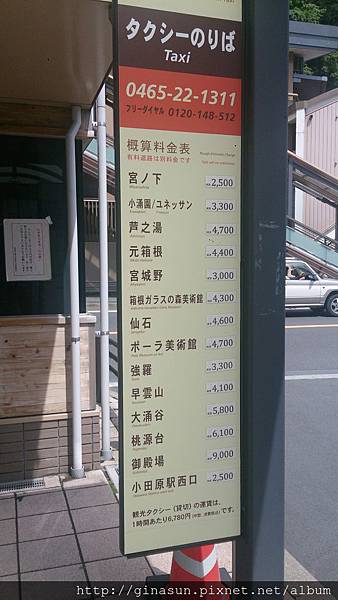 タクシーのりば
Taxi
0465-22-1311
フリーダイヤル 0120-148-512
概算料金表
有料道路は別料金です
宮ノ下 2,500
小涌園/ユネッサン 3,300
芦之湯 4,700
元箱根 4,400
宮城野 3,000
箱根ガラスの森美術館 4,300
仙石 4,600
ポーラ美術館 4,700
強羅 3,300
早雲山 4,100
大涌谷 5,800
桃源台 6,100
御殿場 9,000
小田原駅西口 2,500
観光タクシー(貸切)の運賃は、
1時間あたり6,780円です。
http://ginasun.pixnet.net/album